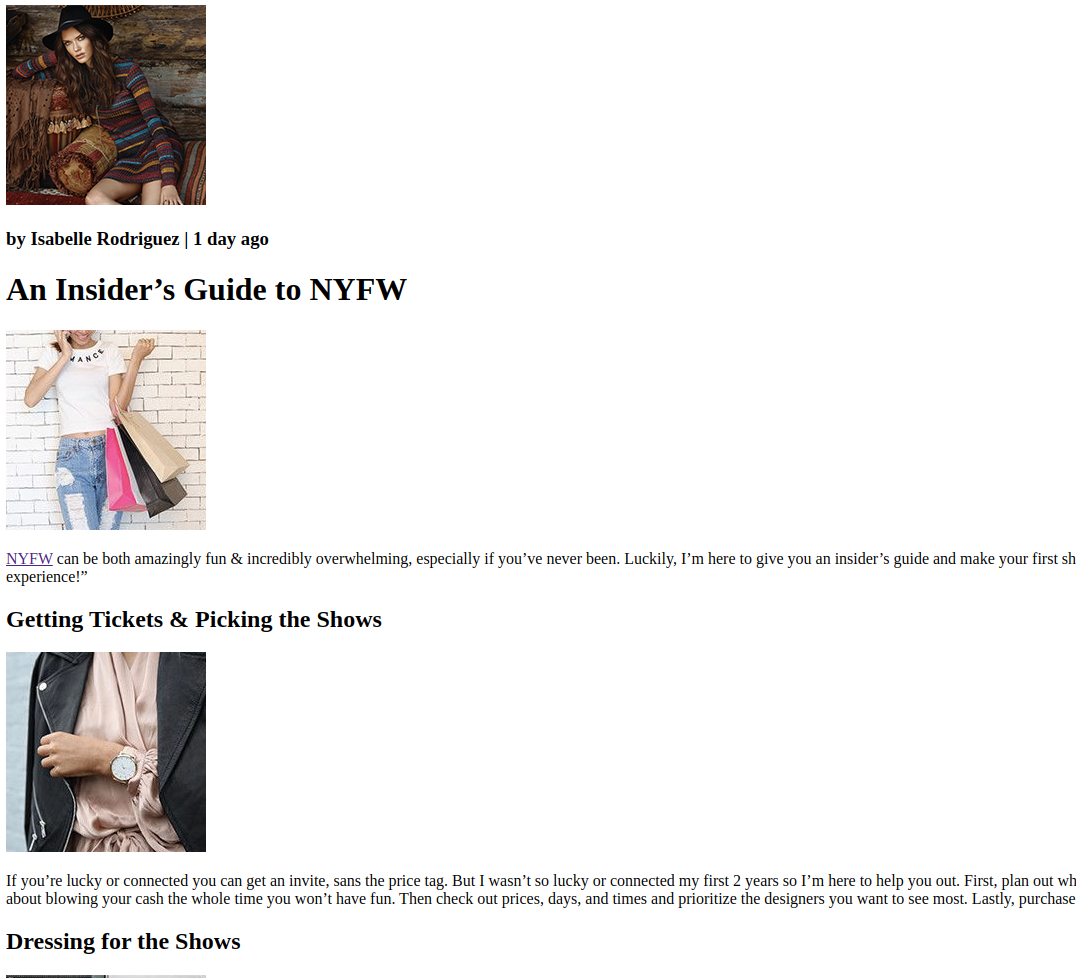 by Isabelle Rodriguez | 1 day ago
An Insider’s Guide to NYFW
MANCE
NYFW can be both amazingly fun & incredibly overwhelming, especially if you’ve never been. Luckily, I’m here to give you an insider’s guide and make your first sh
experience!”
Getting Tickets & Picking the Shows
If you’re lucky or connected you can get an invite, sans the price tag. But I wasn’t so lucky or connected my first 2 years so I’m here to help you out. First, plan out wh
about blowing your cash the whole time you won’t have fun. Then check out prices, days, and times and prioritize the designers you want to see most. Lastly, purchase
Dressing for the Shows